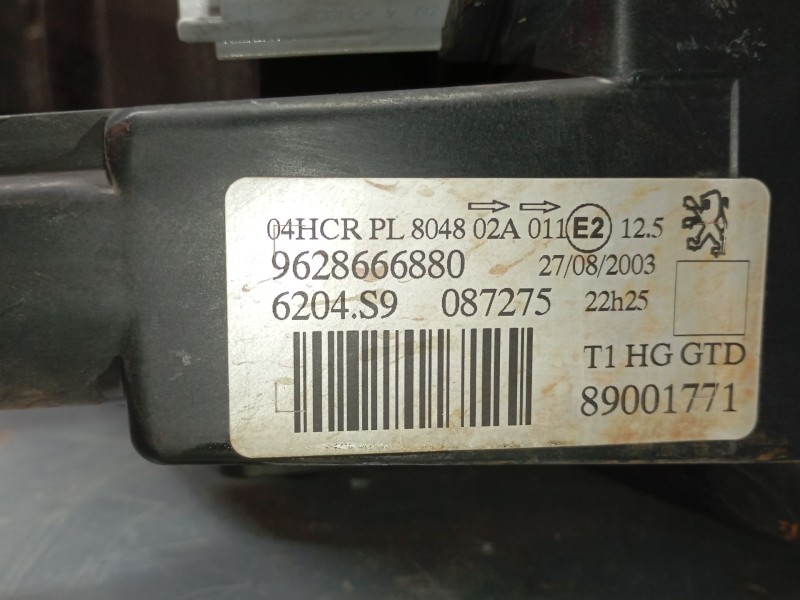 04HCR PL 8048 02A 011 E2 12.5
9628666880 27/08/2003
6204.S9 087275 22h25
T1 HG GTD
89001771